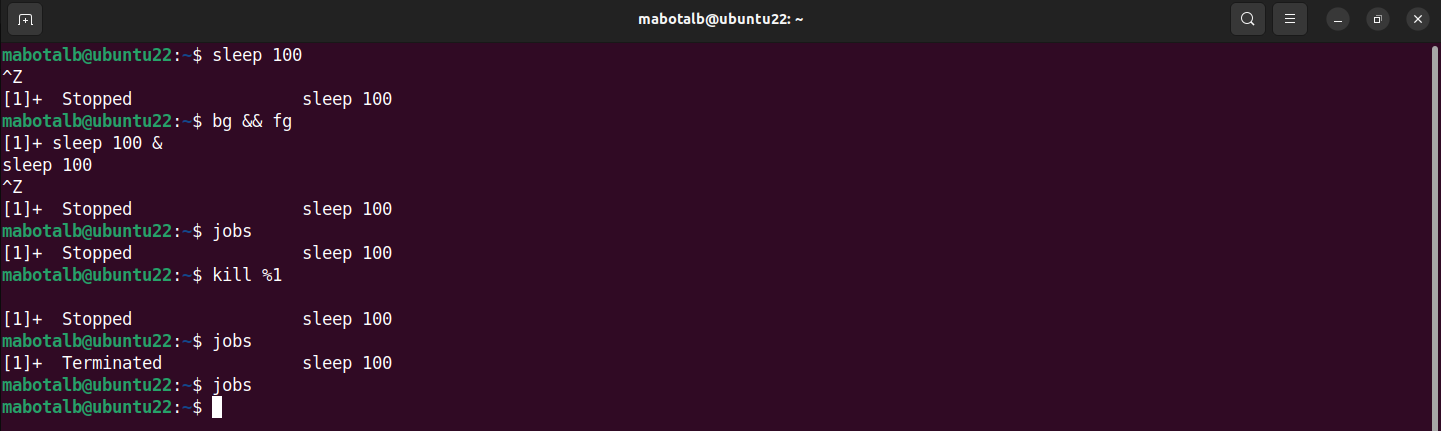 mabotalb@ubuntu22: ~
mabotalb@ubuntu22:~$ sleep 100
^Z
[1]+  Stopped                 sleep 100
mabotalb@ubuntu22:~$ bg && fg
[1]+ sleep 100 &
sleep 100
^Z
[1]+  Stopped                 sleep 100
mabotalb@ubuntu22:~$ jobs
[1]+  Stopped                 sleep 100
mabotalb@ubuntu22:~$ kill %1

[1]+  Stopped                 sleep 100
mabotalb@ubuntu22:~$ jobs
[1]+  Terminated              sleep 100
mabotalb@ubuntu22:~$ jobs
mabotalb@ubuntu22:~$